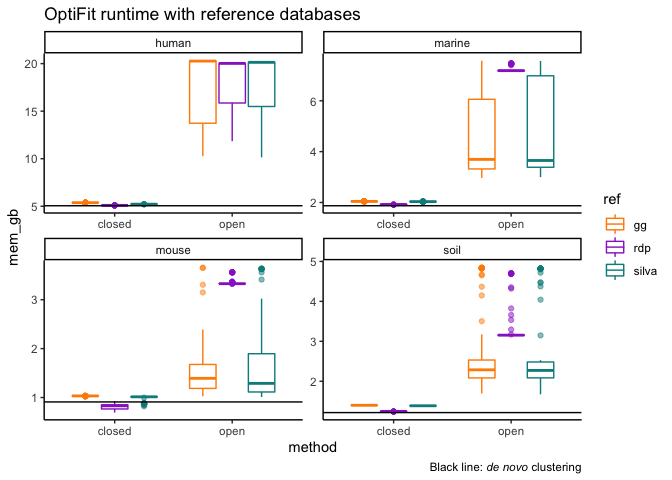 OptiFit runtime with reference databases
human
marine
20
15
10
5
6
4
2
closed
open
closed
open
mem_gb
mouse
soil
3
2
1
5
4
3
2
closed
open
closed
open
method
ref
gg
rdp
silva
Black line: de novo clustering